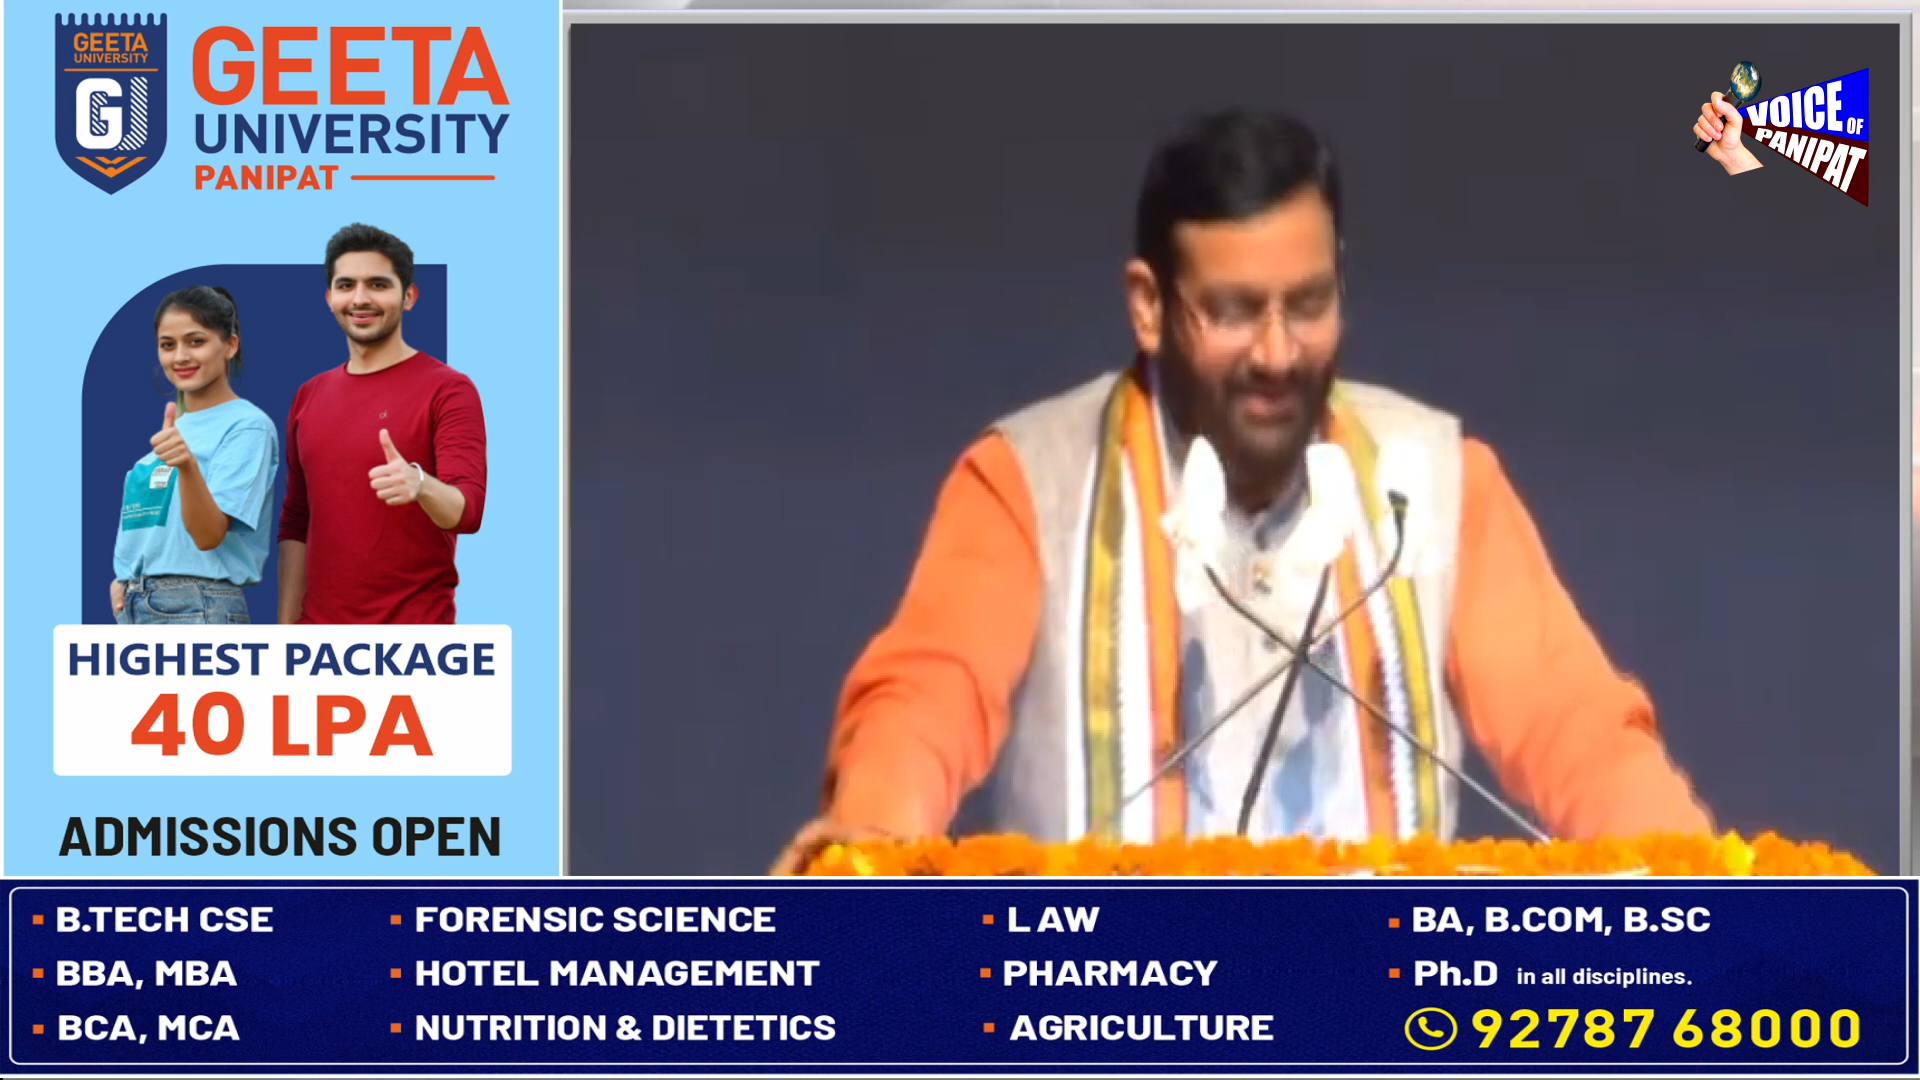 GEETA
UNIVERSITY
GU
GEETA
UNIVERSITY
PANIPAT
HIGHEST PACKAGE
40 LPA
ADMISSIONS OPEN
VOICE OF
PANIPAT
B.TECH CSE
BBA, MBA
BCA, MCA
FORENSIC SCIENCE
HOTEL MANAGEMENT
NUTRITION & DIETETICS
LAW
PHARMACY
AGRICULTURE
BA, B.COM, B.SC
Ph.D in all disciplines.
92787 68000